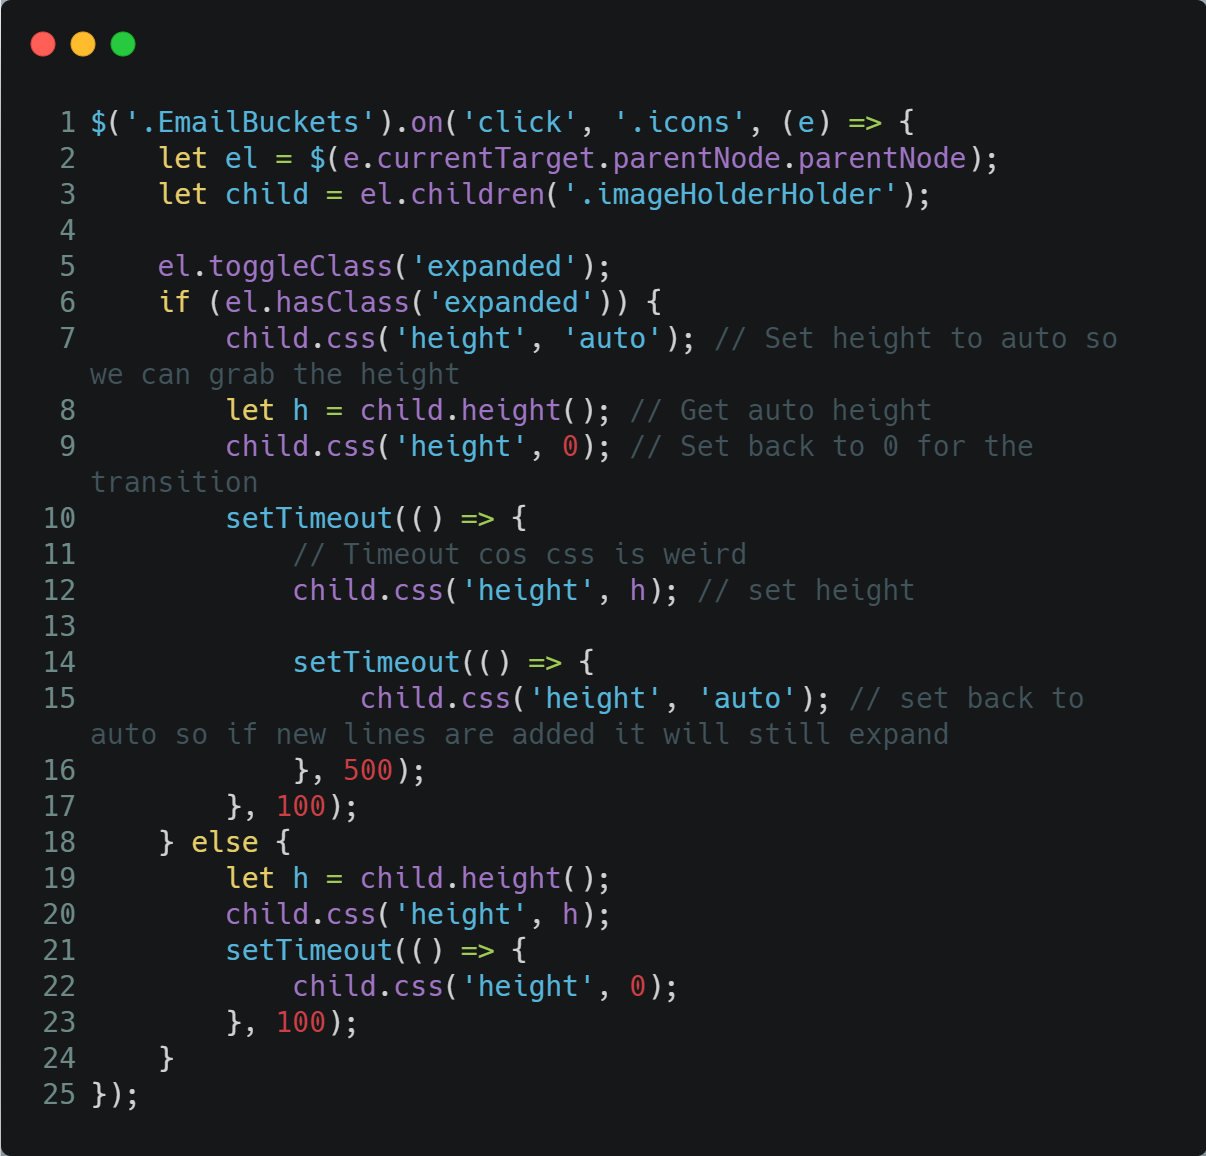 1 $('.EmailBuckets').on('click', '.icons', (e) => {
2     let el = $(e.currentTarget.parentNode.parentNode);
3     let child = el.children('.imageHolderHolder');
4
5     el.toggleClass('expanded');
6     if (el.hasClass('expanded')) {
7         child.css('height', 'auto'); // Set height to auto so
we can grab the height
8         let h = child.height(); // Get auto height
9         child.css('height', 0); // Set back to 0 for the
transition
10         setTimeout(() => {
11             // Timeout cos css is weird
12             child.css('height', h); // set height
13
14             setTimeout(() => {
15                 child.css('height', 'auto'); // set back to
auto so if new lines are added it will still expand
16             }, 500);
17         }, 100);
18     } else {
19         let h = child.height();
20         child.css('height', h);
21         setTimeout(() => {
22             child.css('height', 0);
23         }, 100);
24     }
25 });